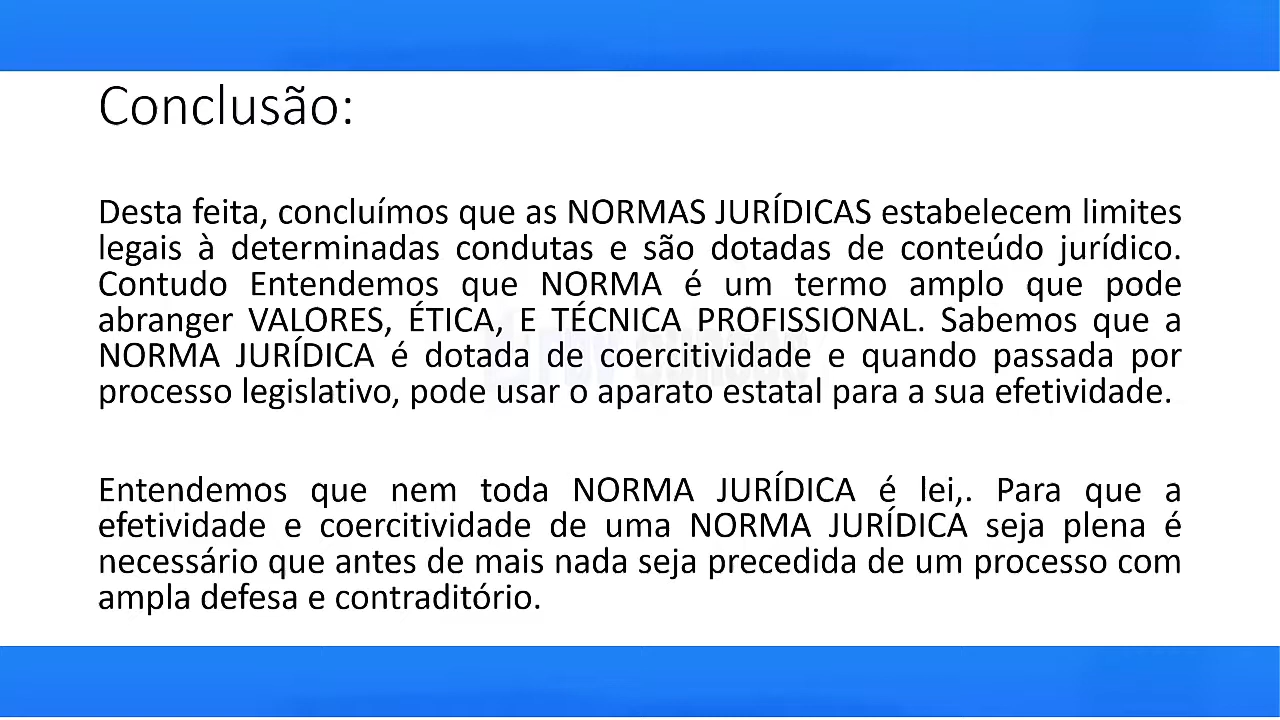 Conclusão:
Desta feita, concluímos que as NORMAS JURÍDICAS estabelecem limites
legais à determinadas condutas e são dotadas de conteúdo jurídico.
Contudo Entendemos que NORMA é um termo amplo que pode
abranger VALORES, ÉTICA, E TÉCNICA PROFISSIONAL. Sabemos que a
NORMA JURÍDICA é dotada de coercitividade e quando passada por
processo legislativo, pode usar o aparato estatal para a sua efetividade.
Entendemos que nem toda NORMA JURÍDICA é lei,. Para que a
efetividade e coercitividade de uma NORMA JURÍDICA seja plena é
necessário que antes de mais nada seja precedida de um processo com
ampla defesa e contraditório.